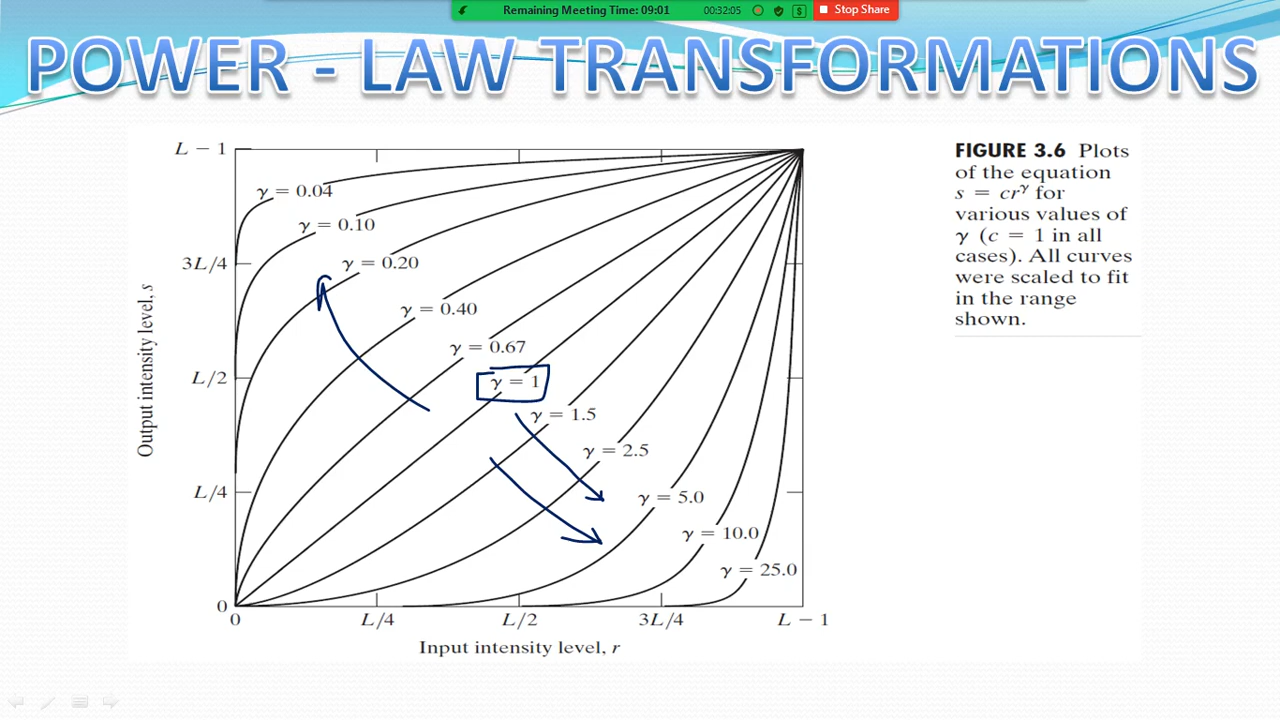 Remaining Meeting Time: 09:01
00:32:05
Stop Share
POWER - LAW TRANSFORMATIONS
L − 1
γ = 0.04
γ = 0.10
3L/4
γ = 0.20
γ = 0.40
γ = 0.67
L/2
γ = 1
γ = 1.5
γ = 2.5
L/4
γ = 5.0
γ = 10.0
γ = 25.0
0
0
L/4
L/2
3L/4
L − 1
Output intensity level, s
Input intensity level, r
FIGURE 3.6 Plots
of the equation
s = crᵞ for
various values of
γ (c = 1 in all
cases). All curves
were scaled to fit
in the range
shown.